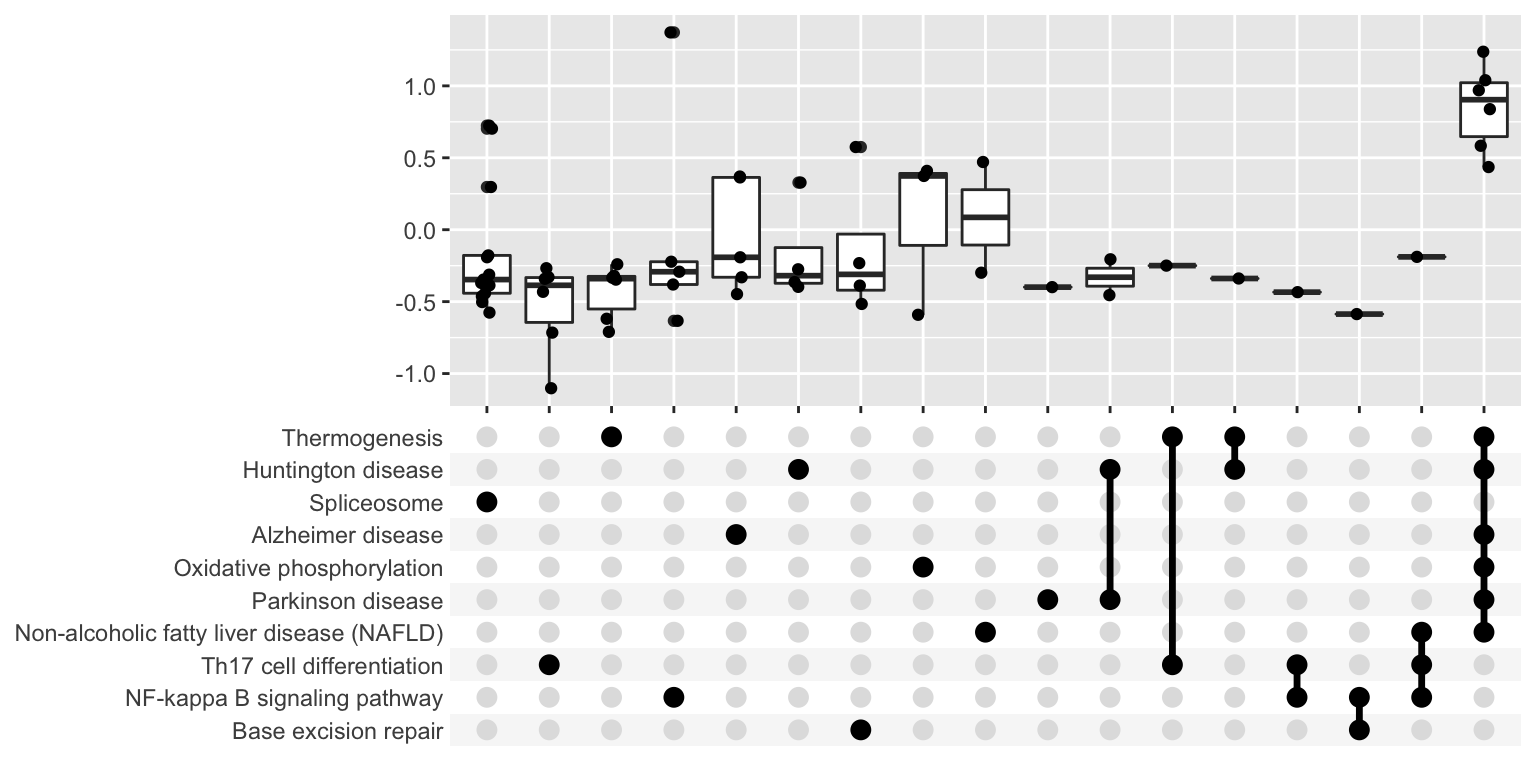 1.0
0.5
0.0
-0.5
-1.0
Thermogenesis
Huntington disease
Spliceosome
Alzheimer disease
Oxidative phosphorylation
Parkinson disease
Non-alcoholic fatty liver disease (NAFLD)
Th17 cell differentiation
NF-kappa B signaling pathway
Base excision repair